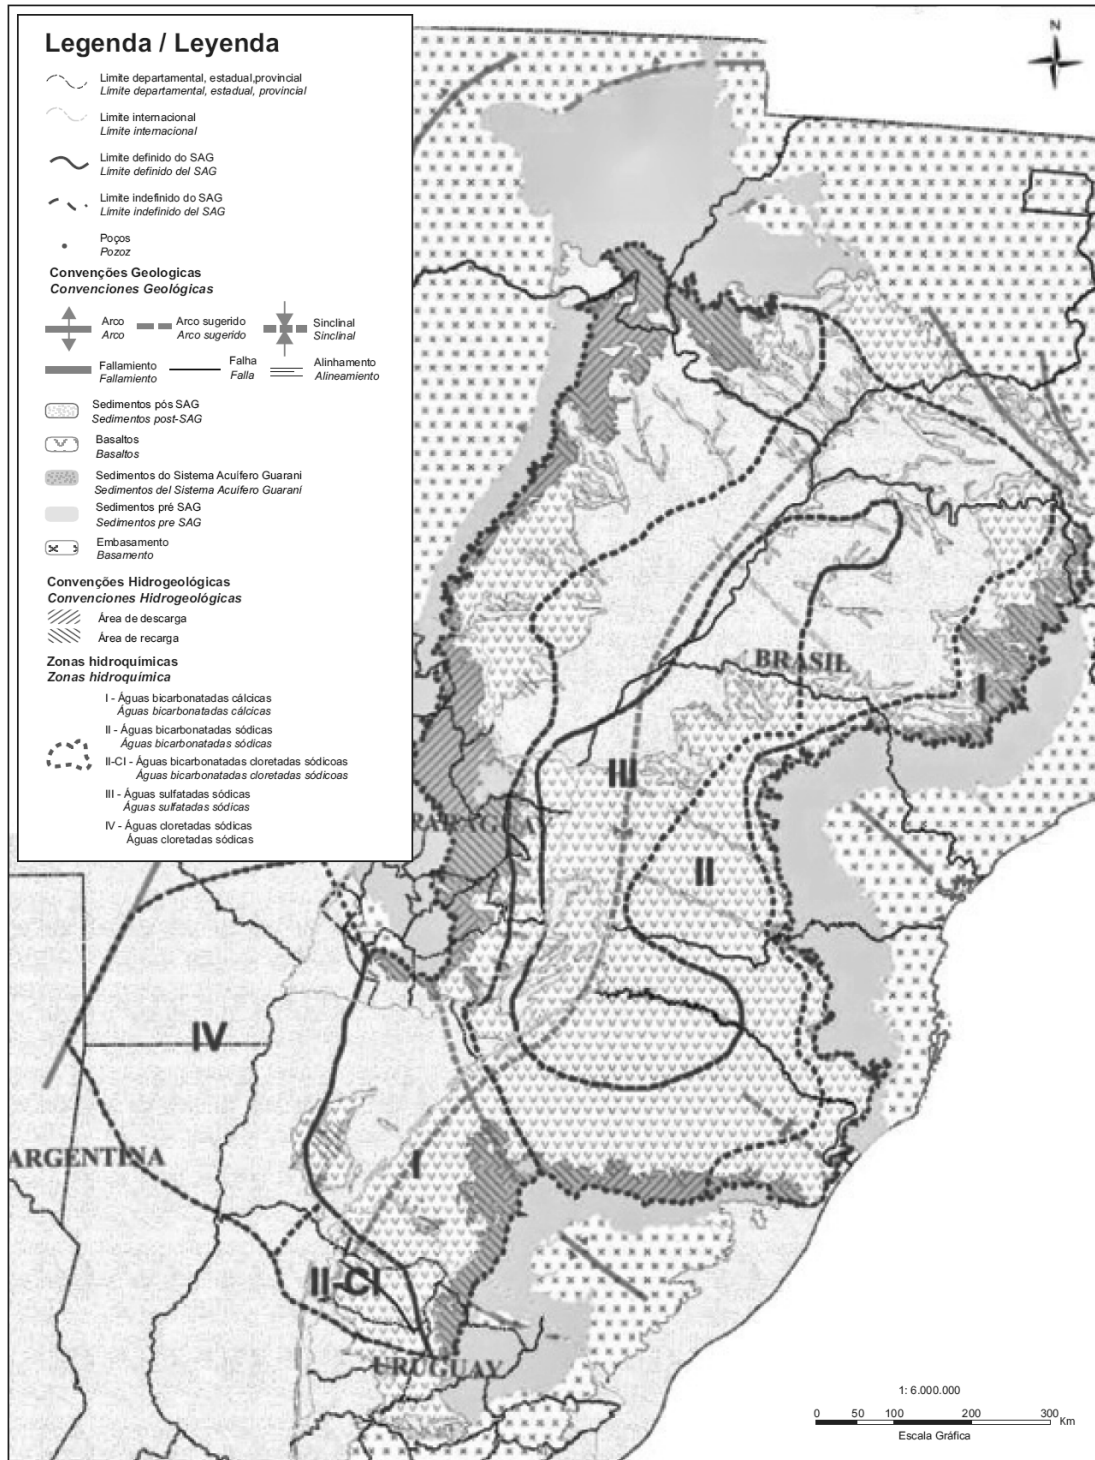 Legenda / Leyenda
Limite departamental, estadual,provincial
Límite departamental, estadual, provincial
Limite internacional
Límite internacional
Limite definido do SAG
Límite definido del SAG
Limite indefinido do SAG
Límite indefinido del SAG
Poços
Pozoz
Convenções Geologicas
Convenciones Geológicas
Arco
Arco
Arco sugerido
Arco sugerido
Sinclinal
Sinclinal
Fallamiento
Fallamiento
Falha
Falla
Alinhamento
Alineamiento
Sedimentos pós SAG
Sedimentos post-SAG
Basaltos
Basaltos
Sedimentos do Sistema Acuífero Guarani
Sedimentos del Sistema Acuífero Guaraní
Sedimentos pré SAG
Sedimentos pre SAG
Embasamento
Basamento
Convenções Hidrogeológicas
Convenciones Hidrogeológicas
Área de descarga
Área de recarga
Zonas hidroquímicas
Zonas hidroquímica
I - Águas bicarbonatadas cálcicas
Águas bicarbonatadas cálcicas
II - Águas bicarbonatadas sódicas
Águas bicarbonatadas sódicas
II-CI - Águas bicarbonatadas cloretadas sódicoas
Águas bicarbonatadas cloretadas sódicoas
III - Águas sulfatadas sódicas
Águas sulfatadas sódicas
IV - Águas cloretadas sódicas
Águas cloretadas sódicas
N
BRASIL
I
III
II
IV
ARGENTINA
I
II-CI
URUGUAY
1: 6.000.000
0 50 100 200 300 Km
Escala Gráfica